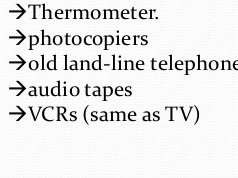 →Thermometer.
→photocopiers
→old land-line telephone
→audio tapes
→VCRs (same as TV)